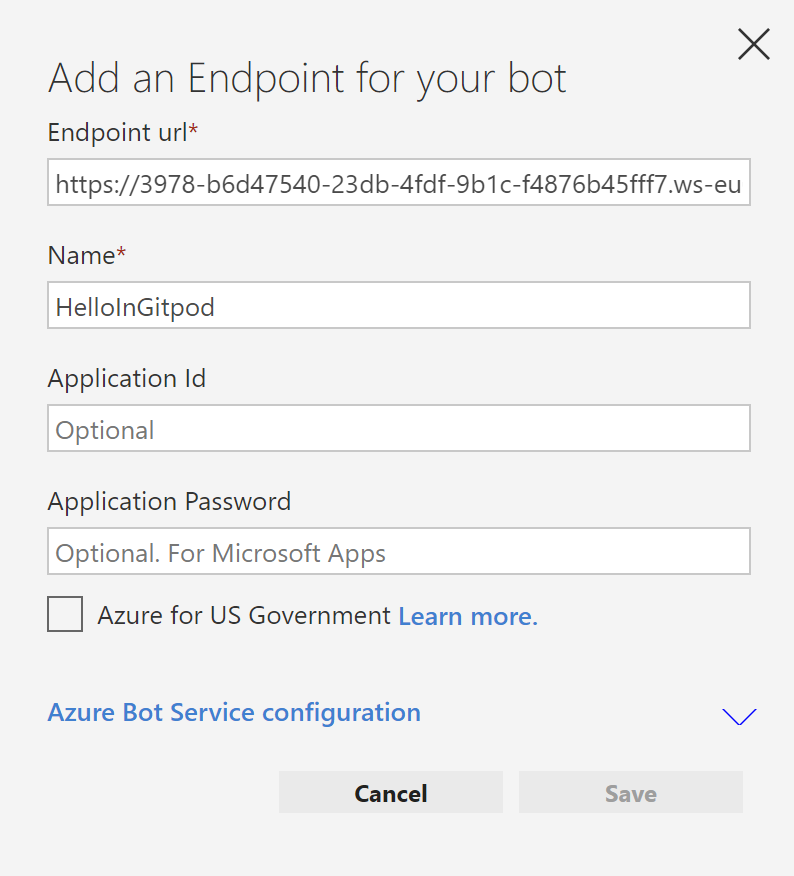 Add an Endpoint for your bot
Endpoint url*
https://3978-b6d47540-23db-4fdf-9b1c-f4876b45fff7.ws-eu
Name*
HelloInGitpod
Application Id
Optional
Application Password
Optional. For Microsoft Apps
Azure for US Government Learn more.
Azure Bot Service configuration
Cancel Save